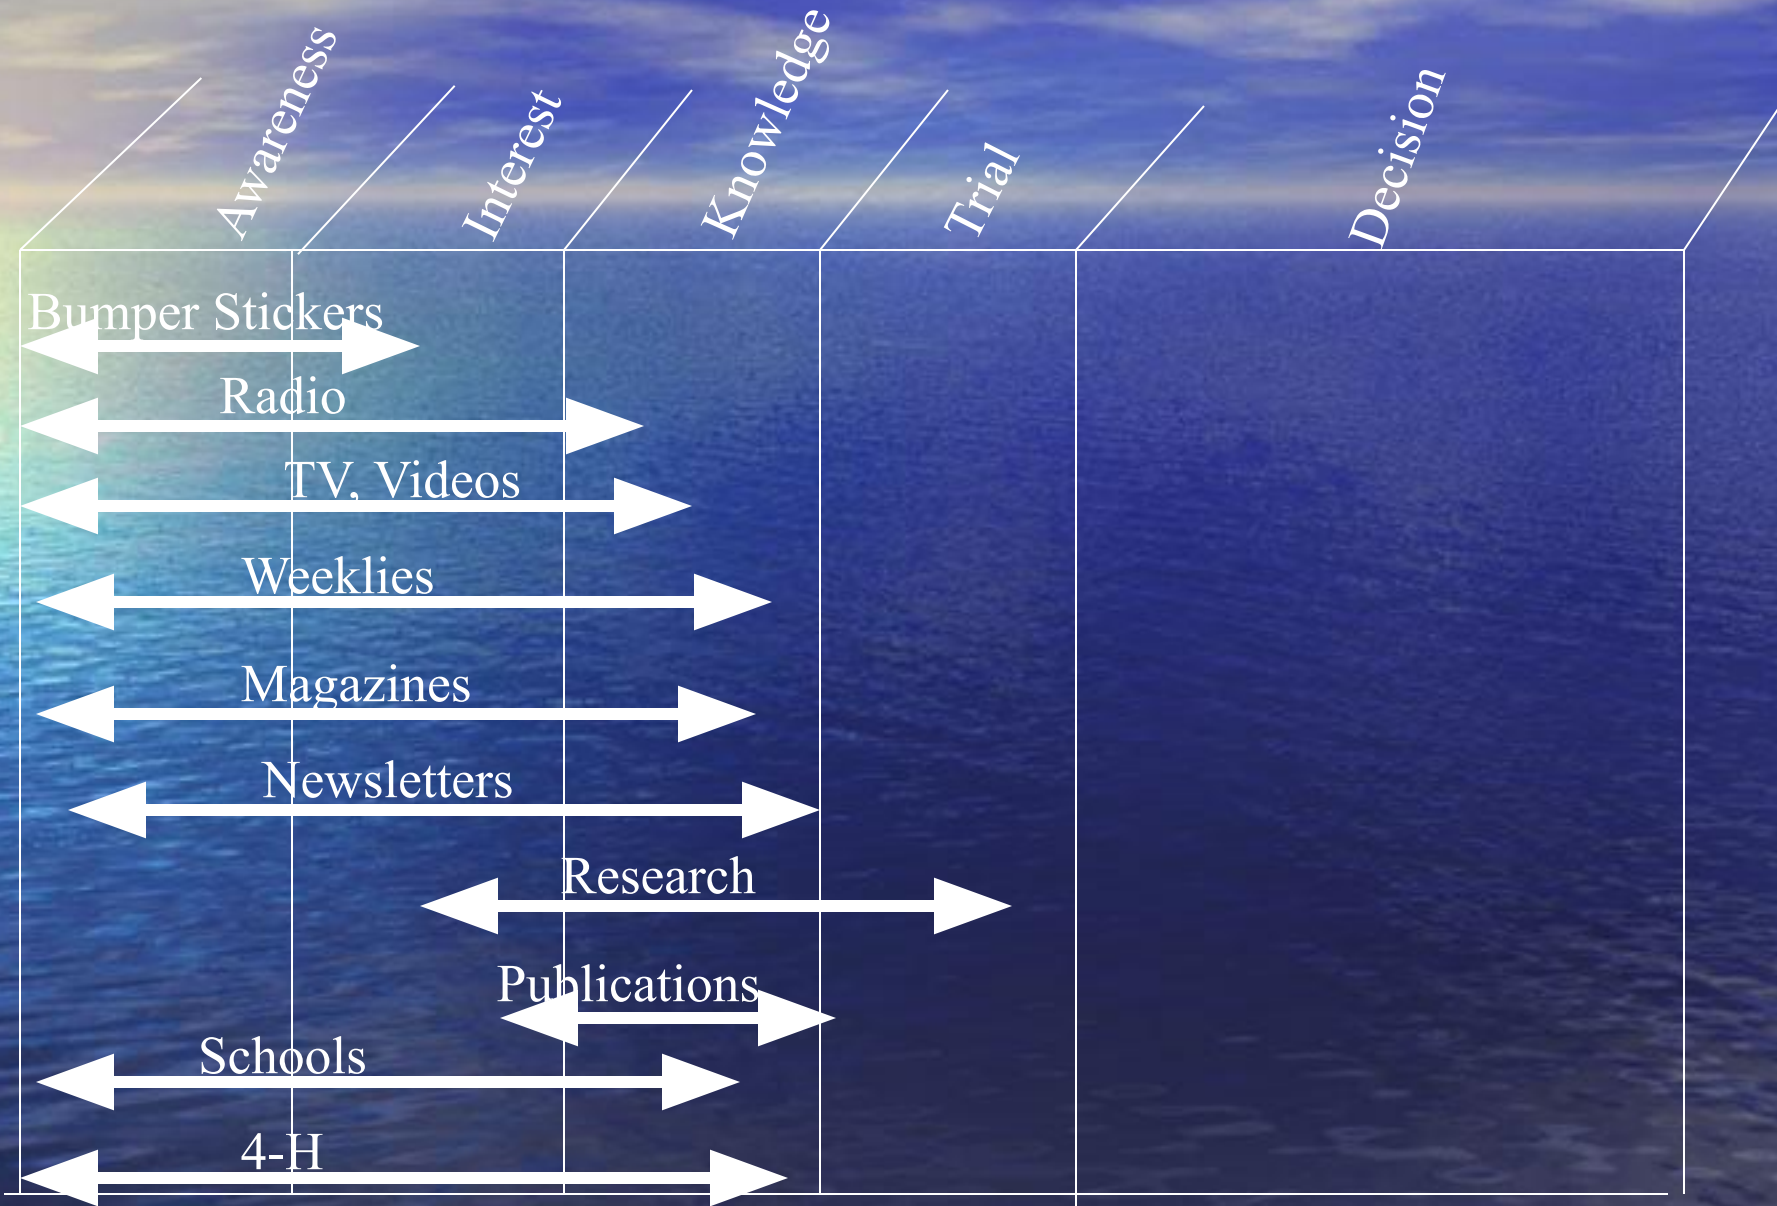 Awareness
Interest
Knowledge
Trial
Decision
Bumper Stickers
Radio
TV, Videos
Weeklies
Magazines
Newsletters
Research
Publications
Schools
4-H